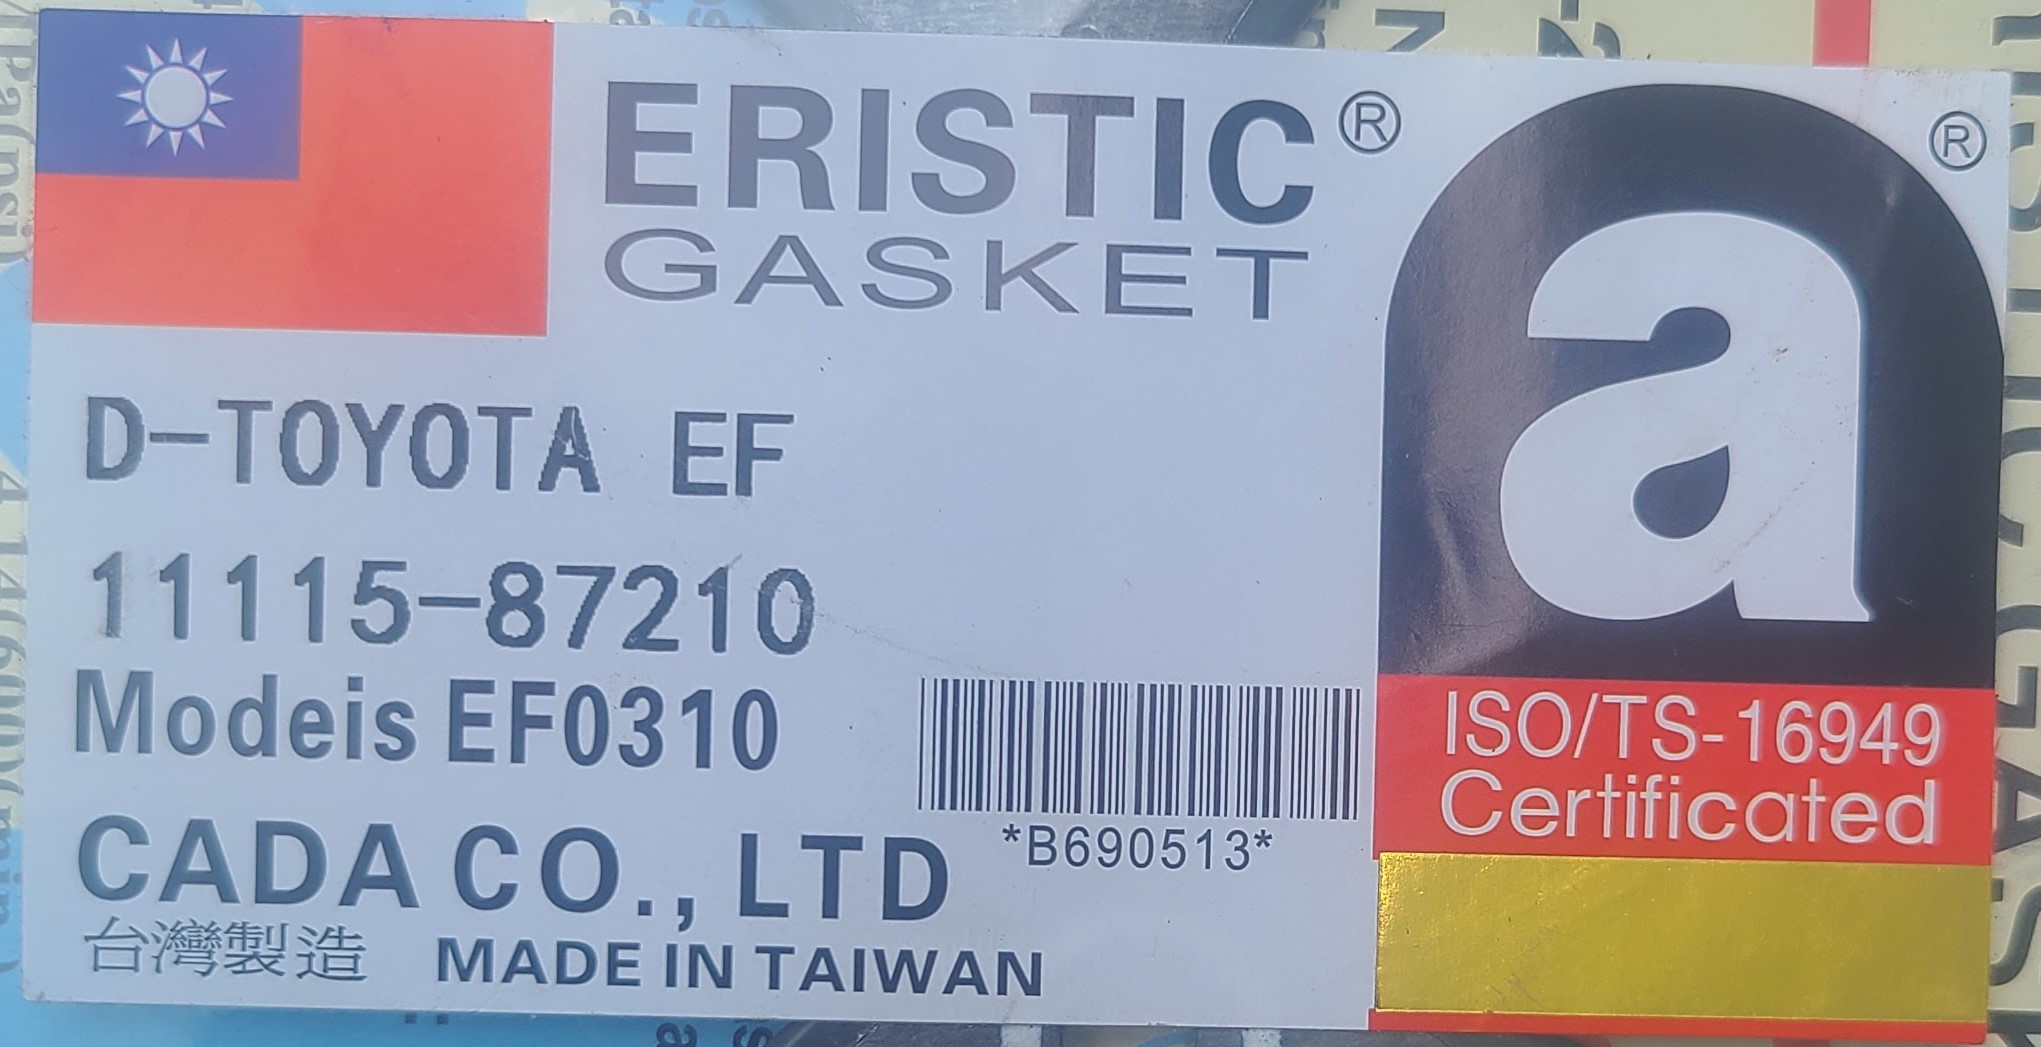 ERISTIC®
GASKET
D-TOYOTA EF
11115-87210
Modeis EF0310
*B690513*
CADA CO., LTD
台灣製造 MADE IN TAIWAN
a®
ISO/TS-16949
Certificated